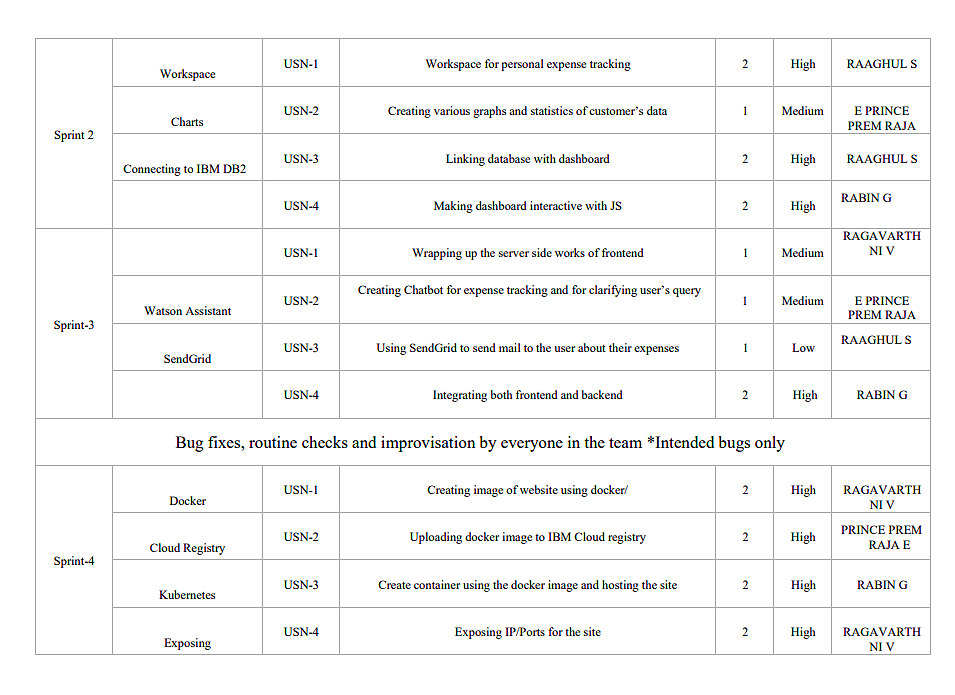 Sprint 2
Workspace
USN-1
Workspace for personal expense tracking
2
High
RAAGHUL S
Charts
USN-2
Creating various graphs and statistics of customer's data
1
Medium
E PRINCE
PREM RAJA
Connecting to IBM DB2
USN-3
Linking database with dashboard
2
High
RAAGHUL S
USN-4
Making dashboard interactive with JS
2
High
RABIN G
Sprint-3
USN-1
Wrapping up the server side works of frontend
1
Medium
RAGAVARTH
NI V
Watson Assistant
USN-2
Creating Chatbot for expense tracking and for clarifying user's query
1
Medium
E PRINCE
PREM RAJA
SendGrid
USN-3
Using SendGrid to send mail to the user about their expenses
1
Low
RAAGHUL S
USN-4
Integrating both frontend and backend
2
High
RABIN G
Bug fixes, routine checks and improvisation by everyone in the team *Intended bugs only
Sprint-4
Docker
USN-1
Creating image of website using docker/
2
High
RAGAVARTH
NI V
Cloud Registry
USN-2
Uploading docker image to IBM Cloud registry
2
High
PRINCE PREM
RAJA E
Kubernetes
USN-3
Create container using the docker image and hosting the site
2
High
RABIN G
Exposing
USN-4
Exposing IP/Ports for the site
2
High
RAGAVARTH
NI V